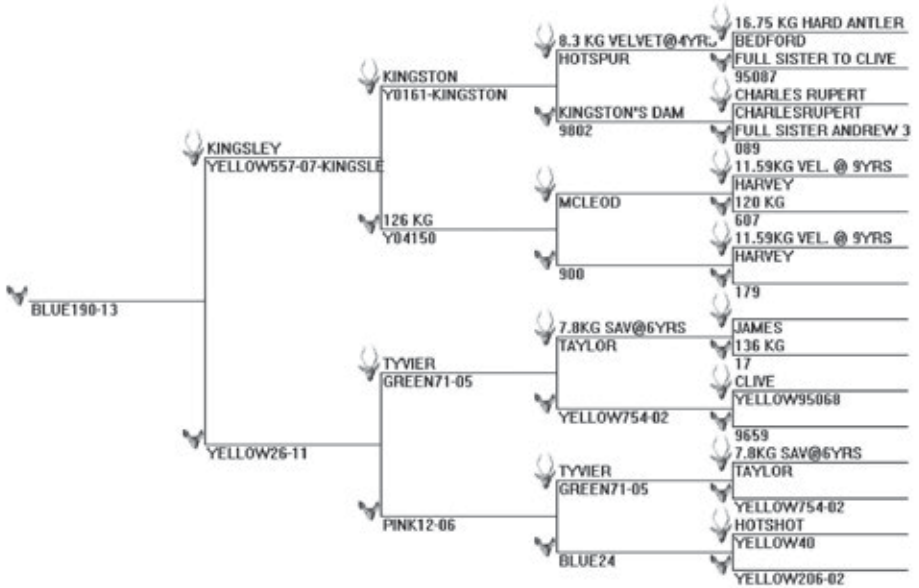 16.75 KG HARD ANTLER
8.3 KG VELVET@4YRS
BEDFORD
HOTSPUR
FULL SISTER TO CLIVE
KINGSTON
95087
Y0161-KINGSTON
CHARLES RUPERT
KINGSTON'S DAM
CHARLESRUPERT
9802
FULL SISTER ANDREW 3
KINGSLEY
089
YELLOW557-07-KINGSLE
11.59KG VEL. @ 9YRS
HARVEY
MCLEOD
120 KG
126 KG
607
Y04150
11.59KG VEL. @ 9YRS
HARVEY
900
179
BLUE190-13
7.8KG SAV@6YRS
JAMES
TAYLOR
136 KG
TYVIER
17
GREEN71-05
CLIVE
YELLOW754-02
YELLOW95068
9659
YELLOW26-11
7.8KG SAV@6YRS
TYVIER
TAYLOR
GREEN71-05
YELLOW754-02
PINK12-06
HOTSHOT
YELLOW40
BLUE24
YELLOW206-02